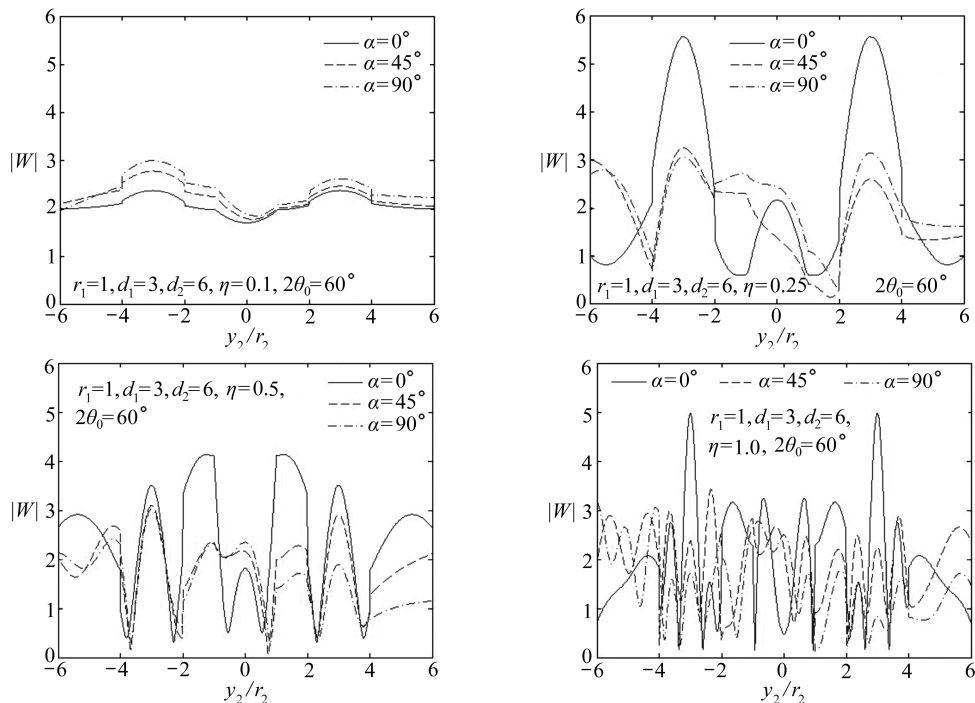 6
5
4
3
2
1
0
|W|
α=0°
α=45°
α=90°
r₁=1, d₁=3, d₂=6, η=0.1, 2θ₀=60°
−6 −4 −2 0 2 4 6
y₂/r₂
6
5
4
3
2
1
0
|W|
α=0°
α=45°
α=90°
r₁=1, d₁=3, d₂=6, η=0.25 2θ₀=60°
−6 −4 −2 0 2 4 6
y₂/r₂
6
5
4
3
2
1
0
|W|
r₁=1, d₁=3, d₂=6, η=0.5,
2θ₀=60°
α=0°
α=45°
α=90°
−6 −4 −2 0 2 4 6
y₂/r₂
6
5
4
3
2
1
0
|W|
α=0° α=45° α=90°
r₁=1, d₁=3, d₂=6,
η=1.0, 2θ₀=60°
−6 −4 −2 0 2 4 6
y₂/r₂